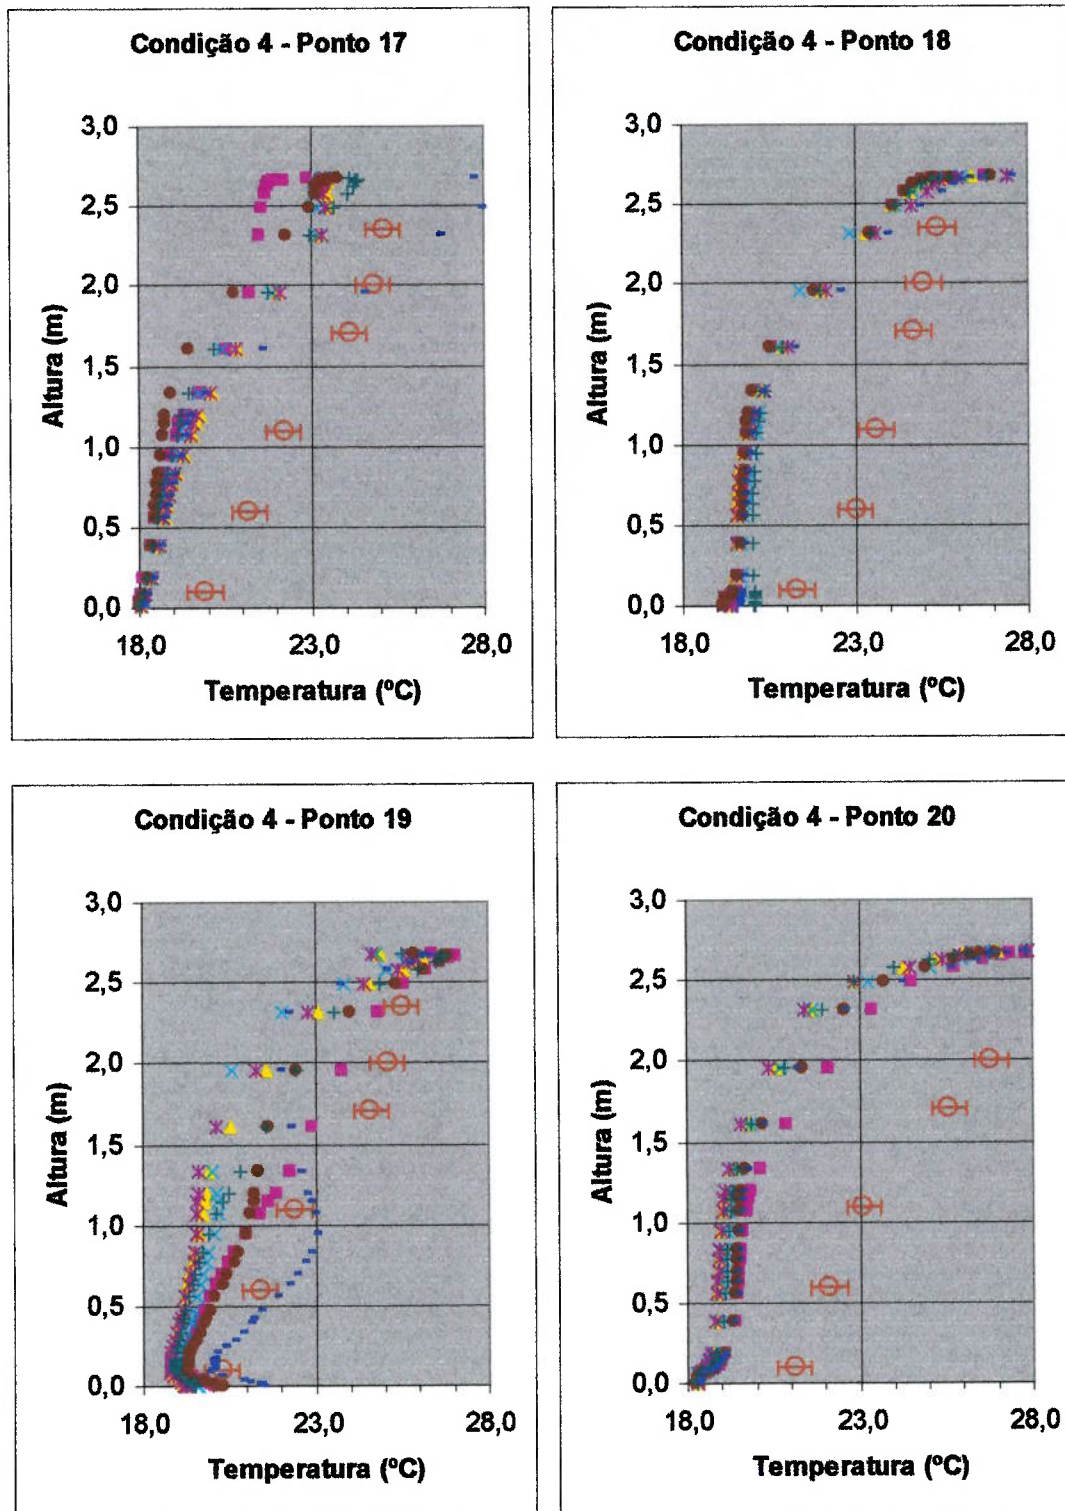 Condição 4 - Ponto 17
3,0
2,5
2,0
1,5
1,0
0,5
0,0
Altura (m)
18,0 23,0 28,0
Temperatura (ºC)
Condição 4 - Ponto 18
3,0
2,5
2,0
1,5
1,0
0,5
0,0
Altura (m)
18,0 23,0 28,0
Temperatura (ºC)
Condição 4 - Ponto 19
3,0
2,5
2,0
1,5
1,0
0,5
0,0
Altura (m)
18,0 23,0 28,0
Temperatura (ºC)
Condição 4 - Ponto 20
3,0
2,5
2,0
1,5
1,0
0,5
0,0
Altura (m)
18,0 23,0 28,0
Temperatura (ºC)